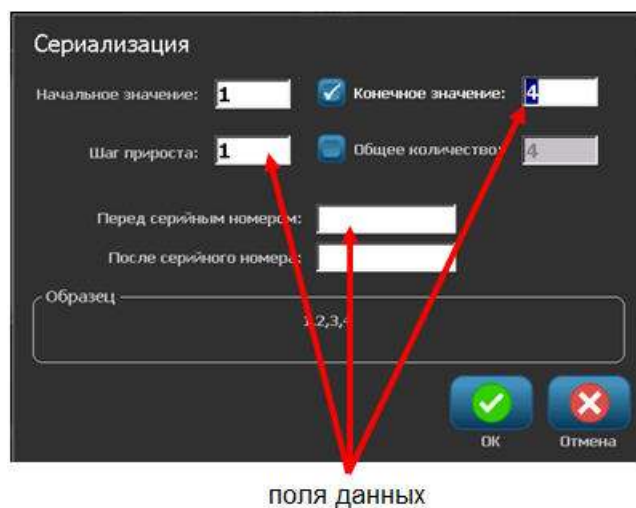 Сериализация
Начальное значение: 1 Конечное значение: 4
Шаг прироста: 1 Общее количество: 4
Перед серийным номером:
После серийного номера:
Образец
1,2,3,4
ОК Отмена
поля данных